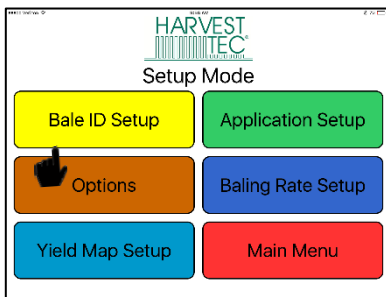 HARVEST
TEC
Setup Mode
Bale ID Setup
Application Setup
Options
Baling Rate Setup
Yield Map Setup
Main Menu